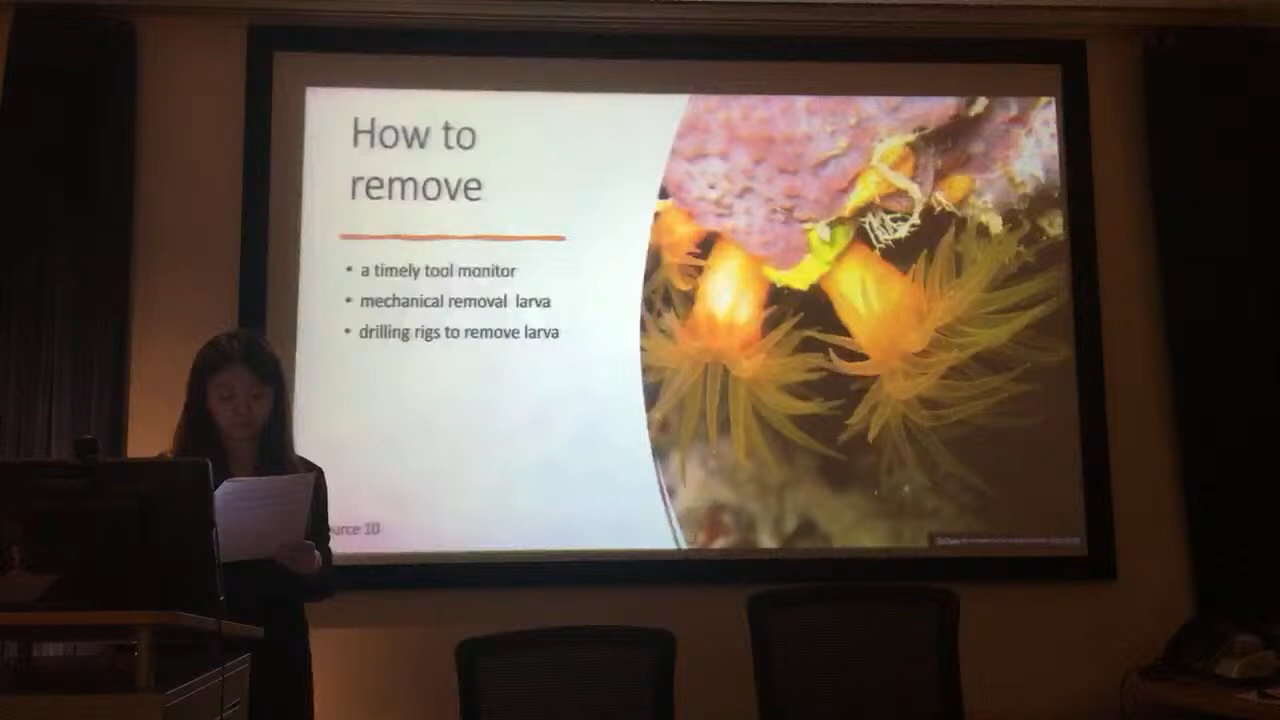 How to
remove
• a timely tool monitor
• mechanical removal larva
• drilling rigs to remove larva
urce 10